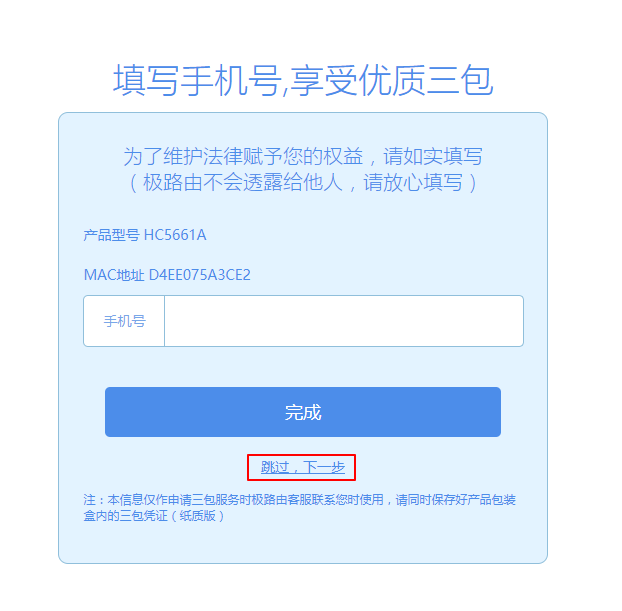 填写手机号,享受优质三包
为了维护法律赋予您的权益，请如实填写
（极路由不会透露给他人，请放心填写）
产品型号 HC5661A
MAC地址 D4EE075A3CE2
手机号
完成
跳过，下一步
注：本信息仅作申请三包服务时极路由客服联系您时使用，请同时保存好产品包装
盒内的三包凭证（纸质版）